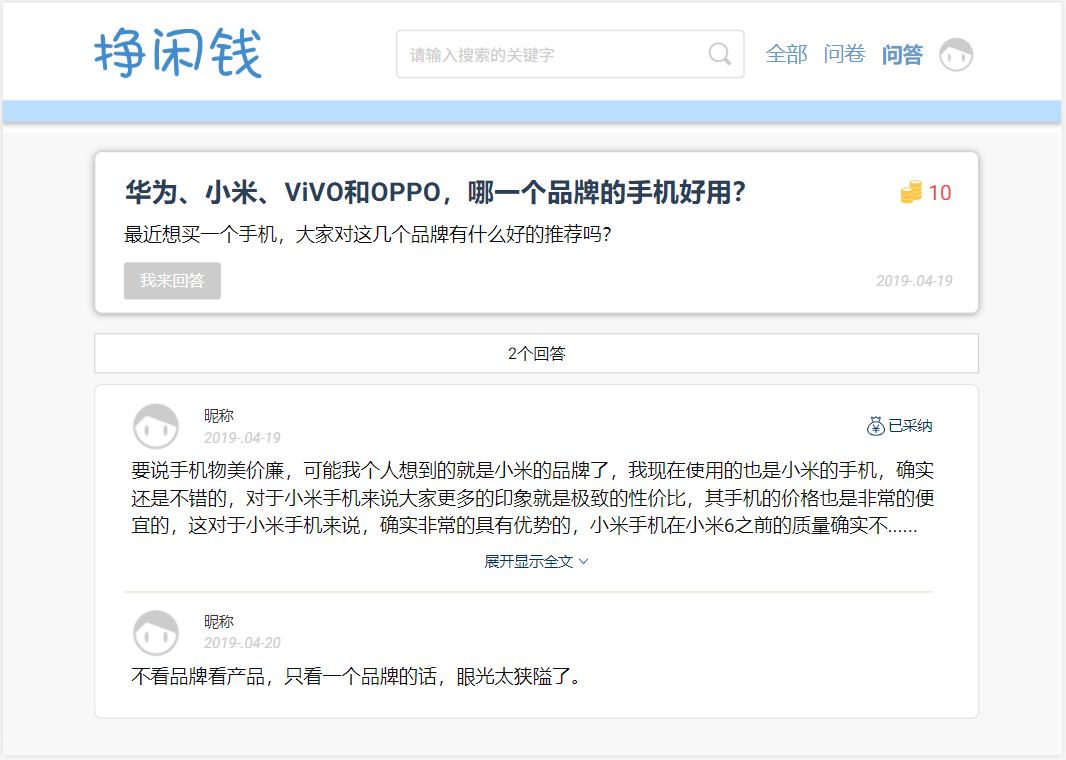 挣闲钱
请输入搜索的关键字
全部 问卷 问答
华为、小米、ViVO和OPPO，哪一个品牌的手机好用？
10
最近想买一个手机，大家对这几个品牌有什么好的推荐吗？
我来回答
2019-.04-19
2个回答
昵称
2019-.04-19
已采纳
要说手机物美价廉，可能我个人想到的就是小米的品牌了，我现在使用的也是小米的手机，确实
还是不错的，对于小米手机来说大家更多的印象就是极致的性价比，其手机的价格也是非常的便
宜的，这对于小米手机来说，确实非常的具有优势的，小米手机在小米6之前的质量确实不......
展开显示全文
昵称
2019-.04-20
不看品牌看产品，只看一个品牌的话，眼光太狭隘了。